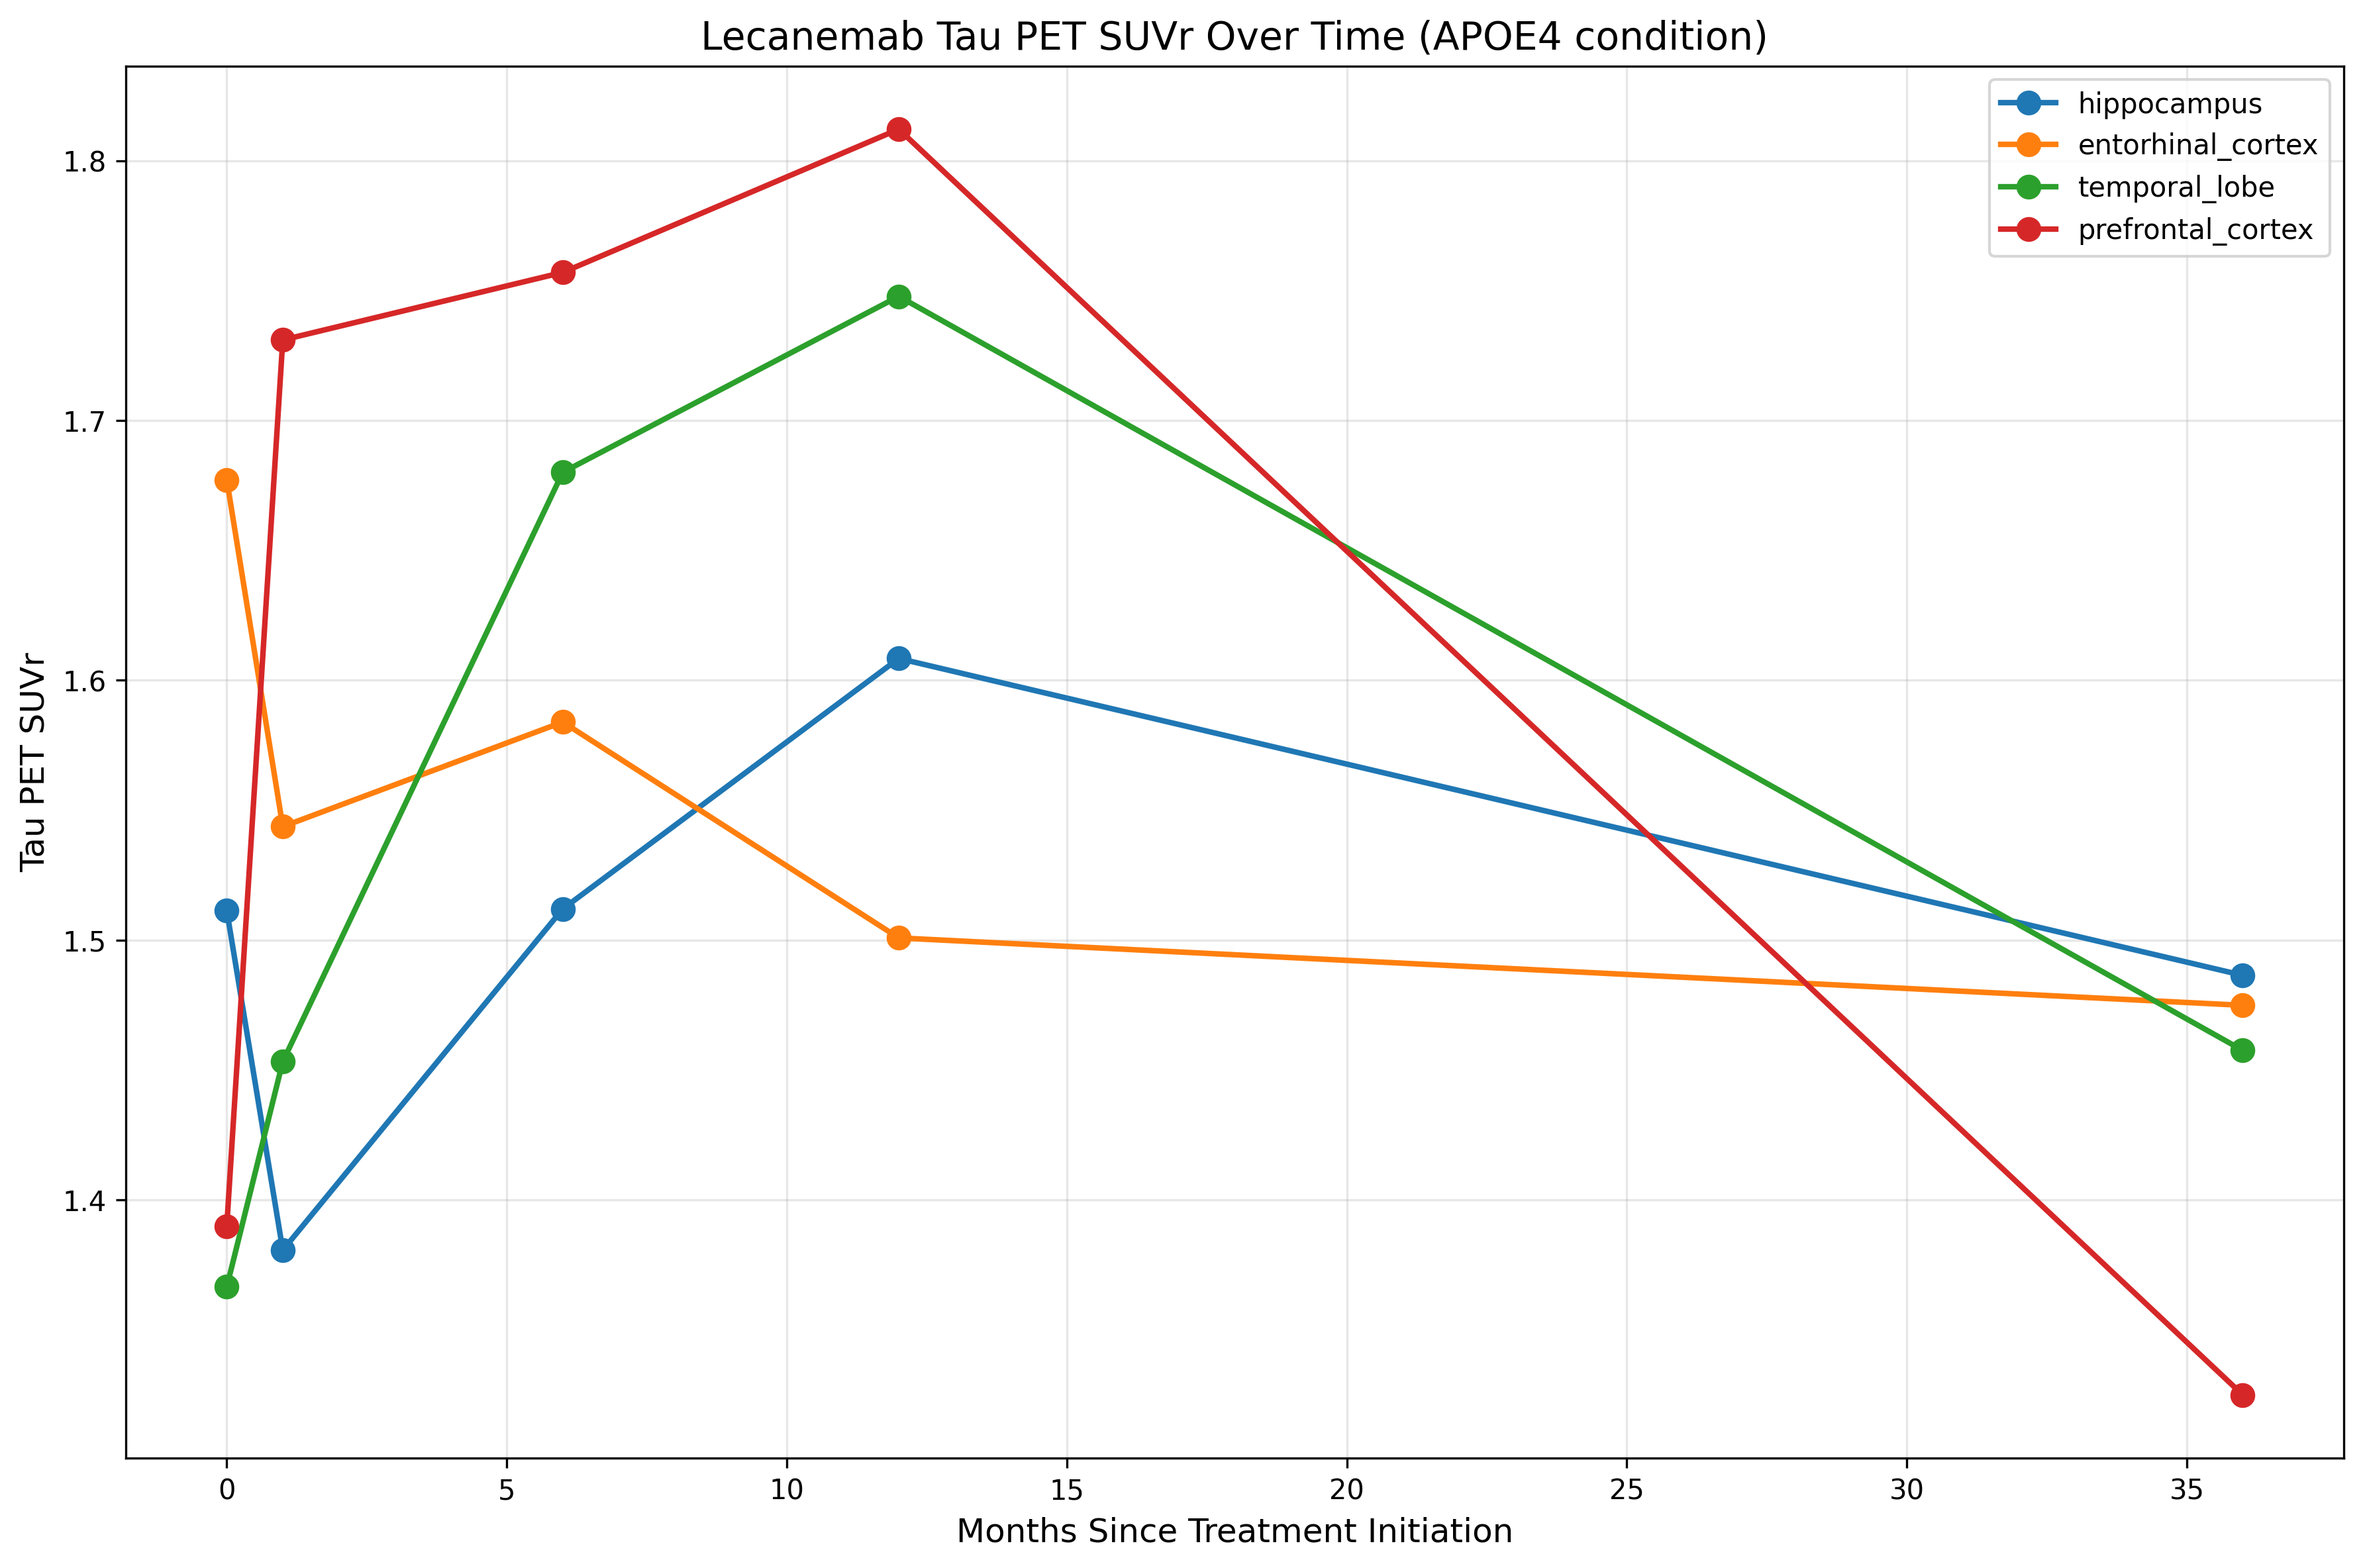 Lecanemab Tau PET SUVr Over Time (APOE4 condition)
hippocampus
entorhinal_cortex
temporal_lobe
prefrontal_cortex
Tau PET SUVr
1.8
1.7
1.6
1.5
1.4
0 5 10 15 20 25 30 35
Months Since Treatment Initiation